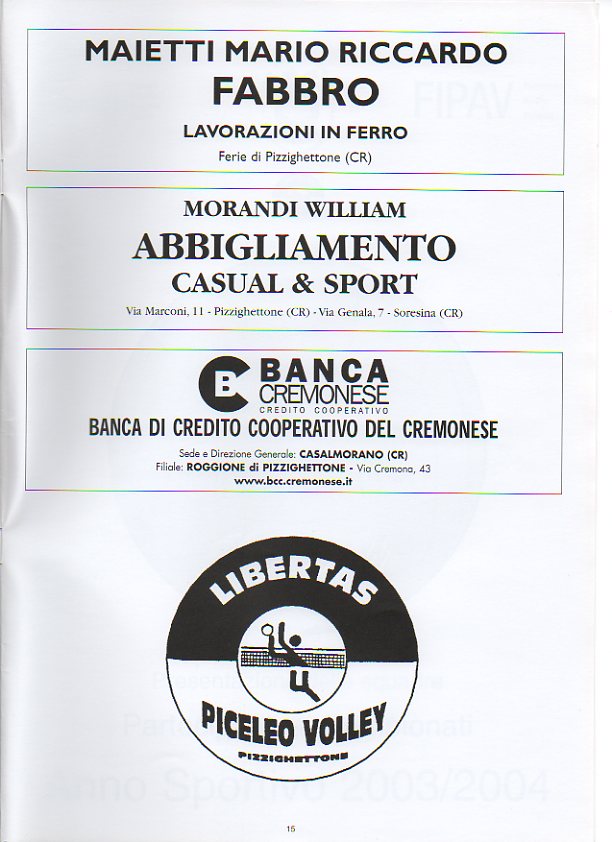 MAIETTI MARIO RICCARDO
FABBRO
LAVORAZIONI IN FERRO
Ferie di Pizzighettone (CR)
MORANDI WILLIAM
ABBIGLIAMENTO
CASUAL & SPORT
Via Marconi, 11 - Pizzighettone (CR) - Via Genala, 7 - Soresina (CR)
B
BANCA
CREMONESE
CREDITO COOPERATIVO
BANCA DI CREDITO COOPERATIVO DEL CREMONESE
Sede e Direzione Generale: CASALMORANO (CR)
Filiale: ROGGIONE di PIZZIGHETTONE - Via Cremona, 43
www.bcc.cremonese.it
LIBERTAS
PICELEO VOLLEY
PIZZIGHETTONE
Anno Sportivo 2003/2004
FIPAV
15